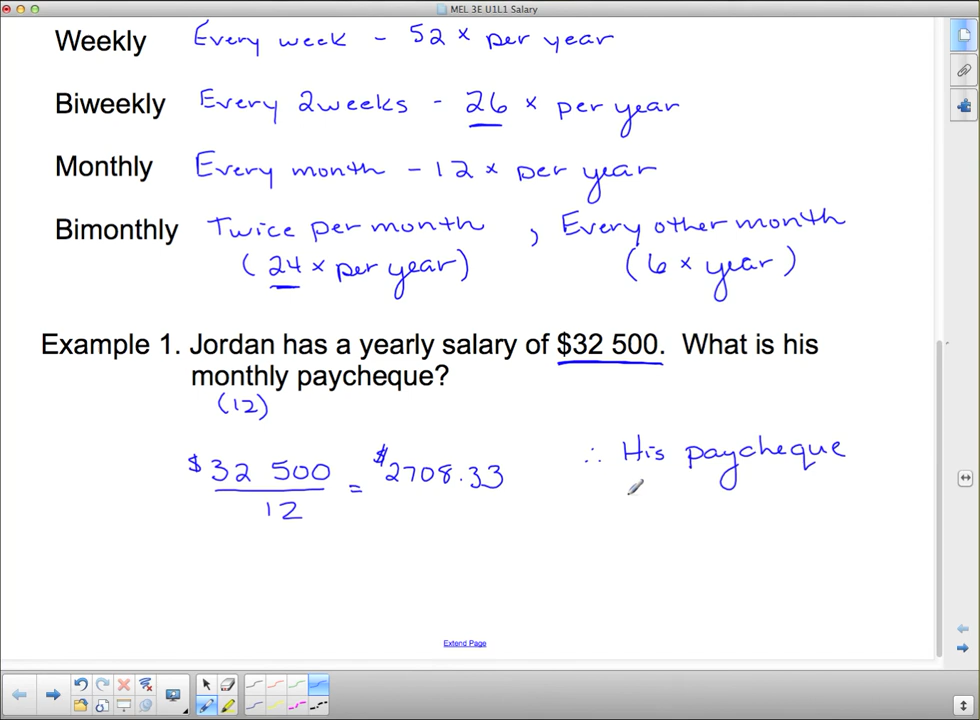 MEL 3E U1L1 Salary
Weekly Every week - 52 x per year
Biweekly Every 2weeks - 26 x per year
Monthly Every month - 12 x per year
Bimonthly Twice per month , Every other month
(24 x per year) (6 x year)
Example 1. Jordan has a yearly salary of $32 500. What is his
monthly paycheque?
(12)
$32 500 = $2708.33 ∴ His paycheque
12
Extend Page